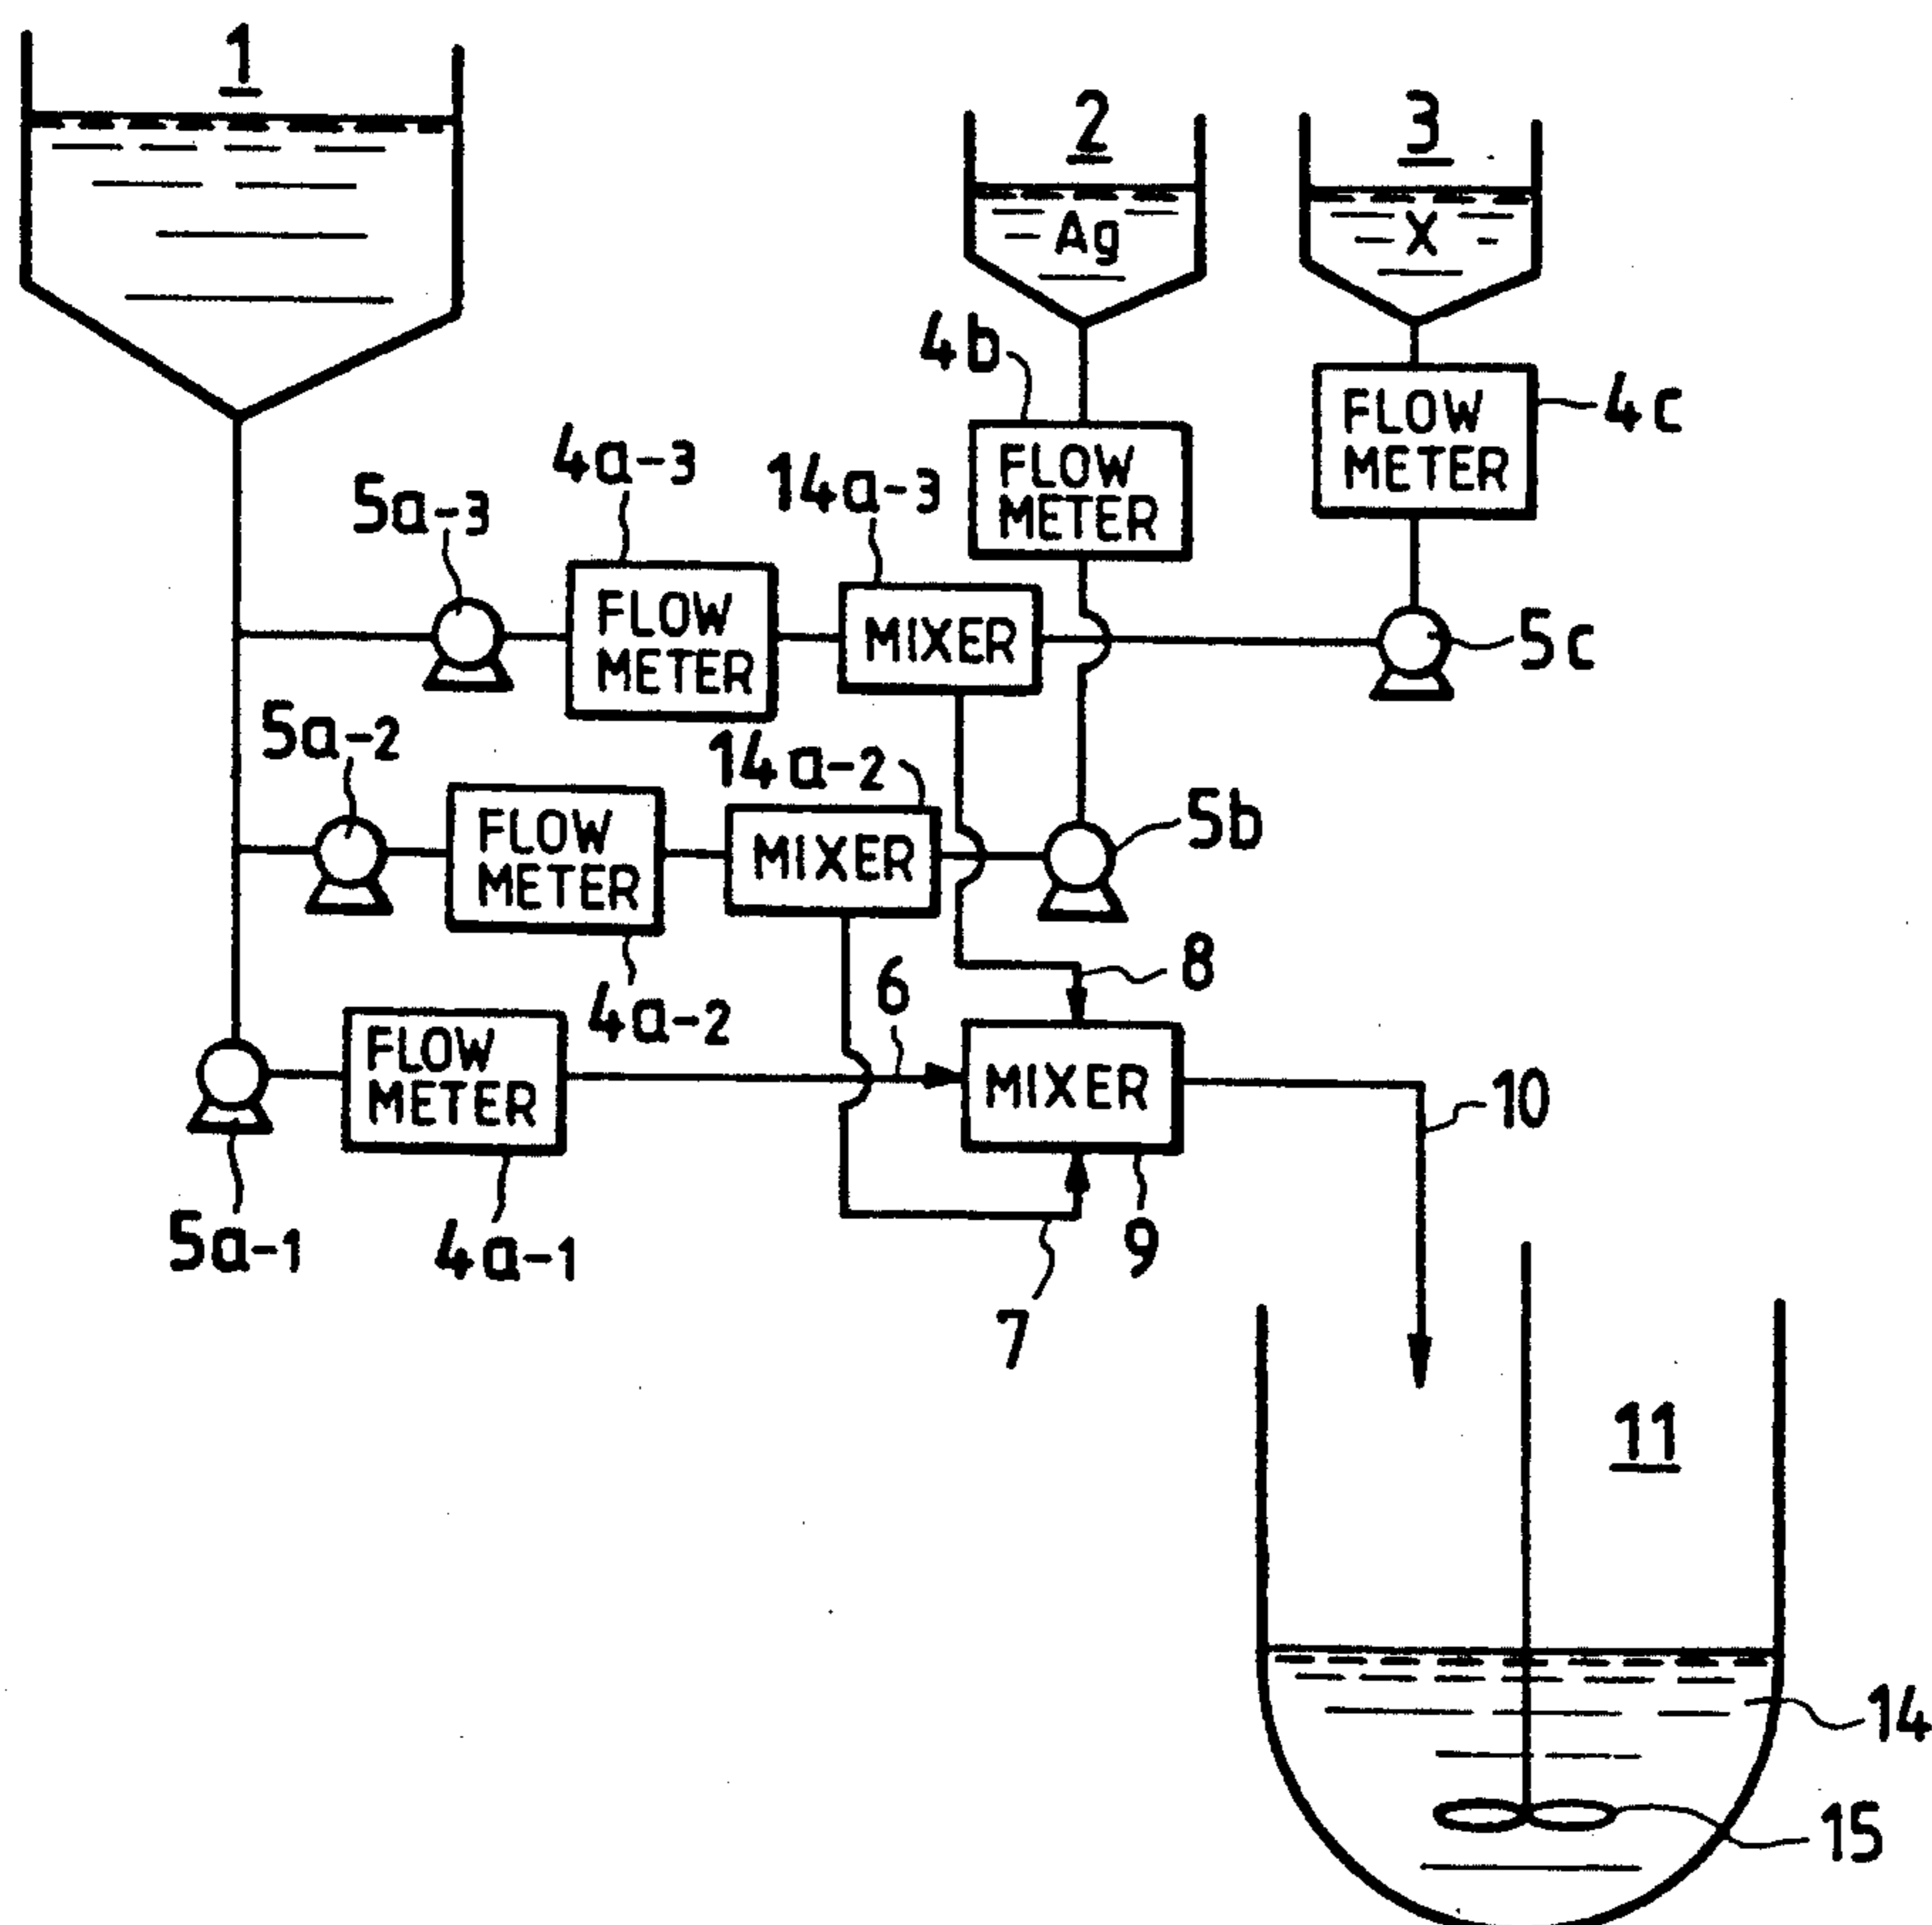 1
2
3
Ag
X
4b
FLOW
METER
4c
FLOW
METER
4a-3
14a-3
5a-3
FLOW
METER
MIXER
5c
5a-2
14a-2
FLOW
METER
MIXER
5b
8
6
4a-2
FLOW
METER
MIXER
10
5a-1
4a-1
9
7
11
14
15